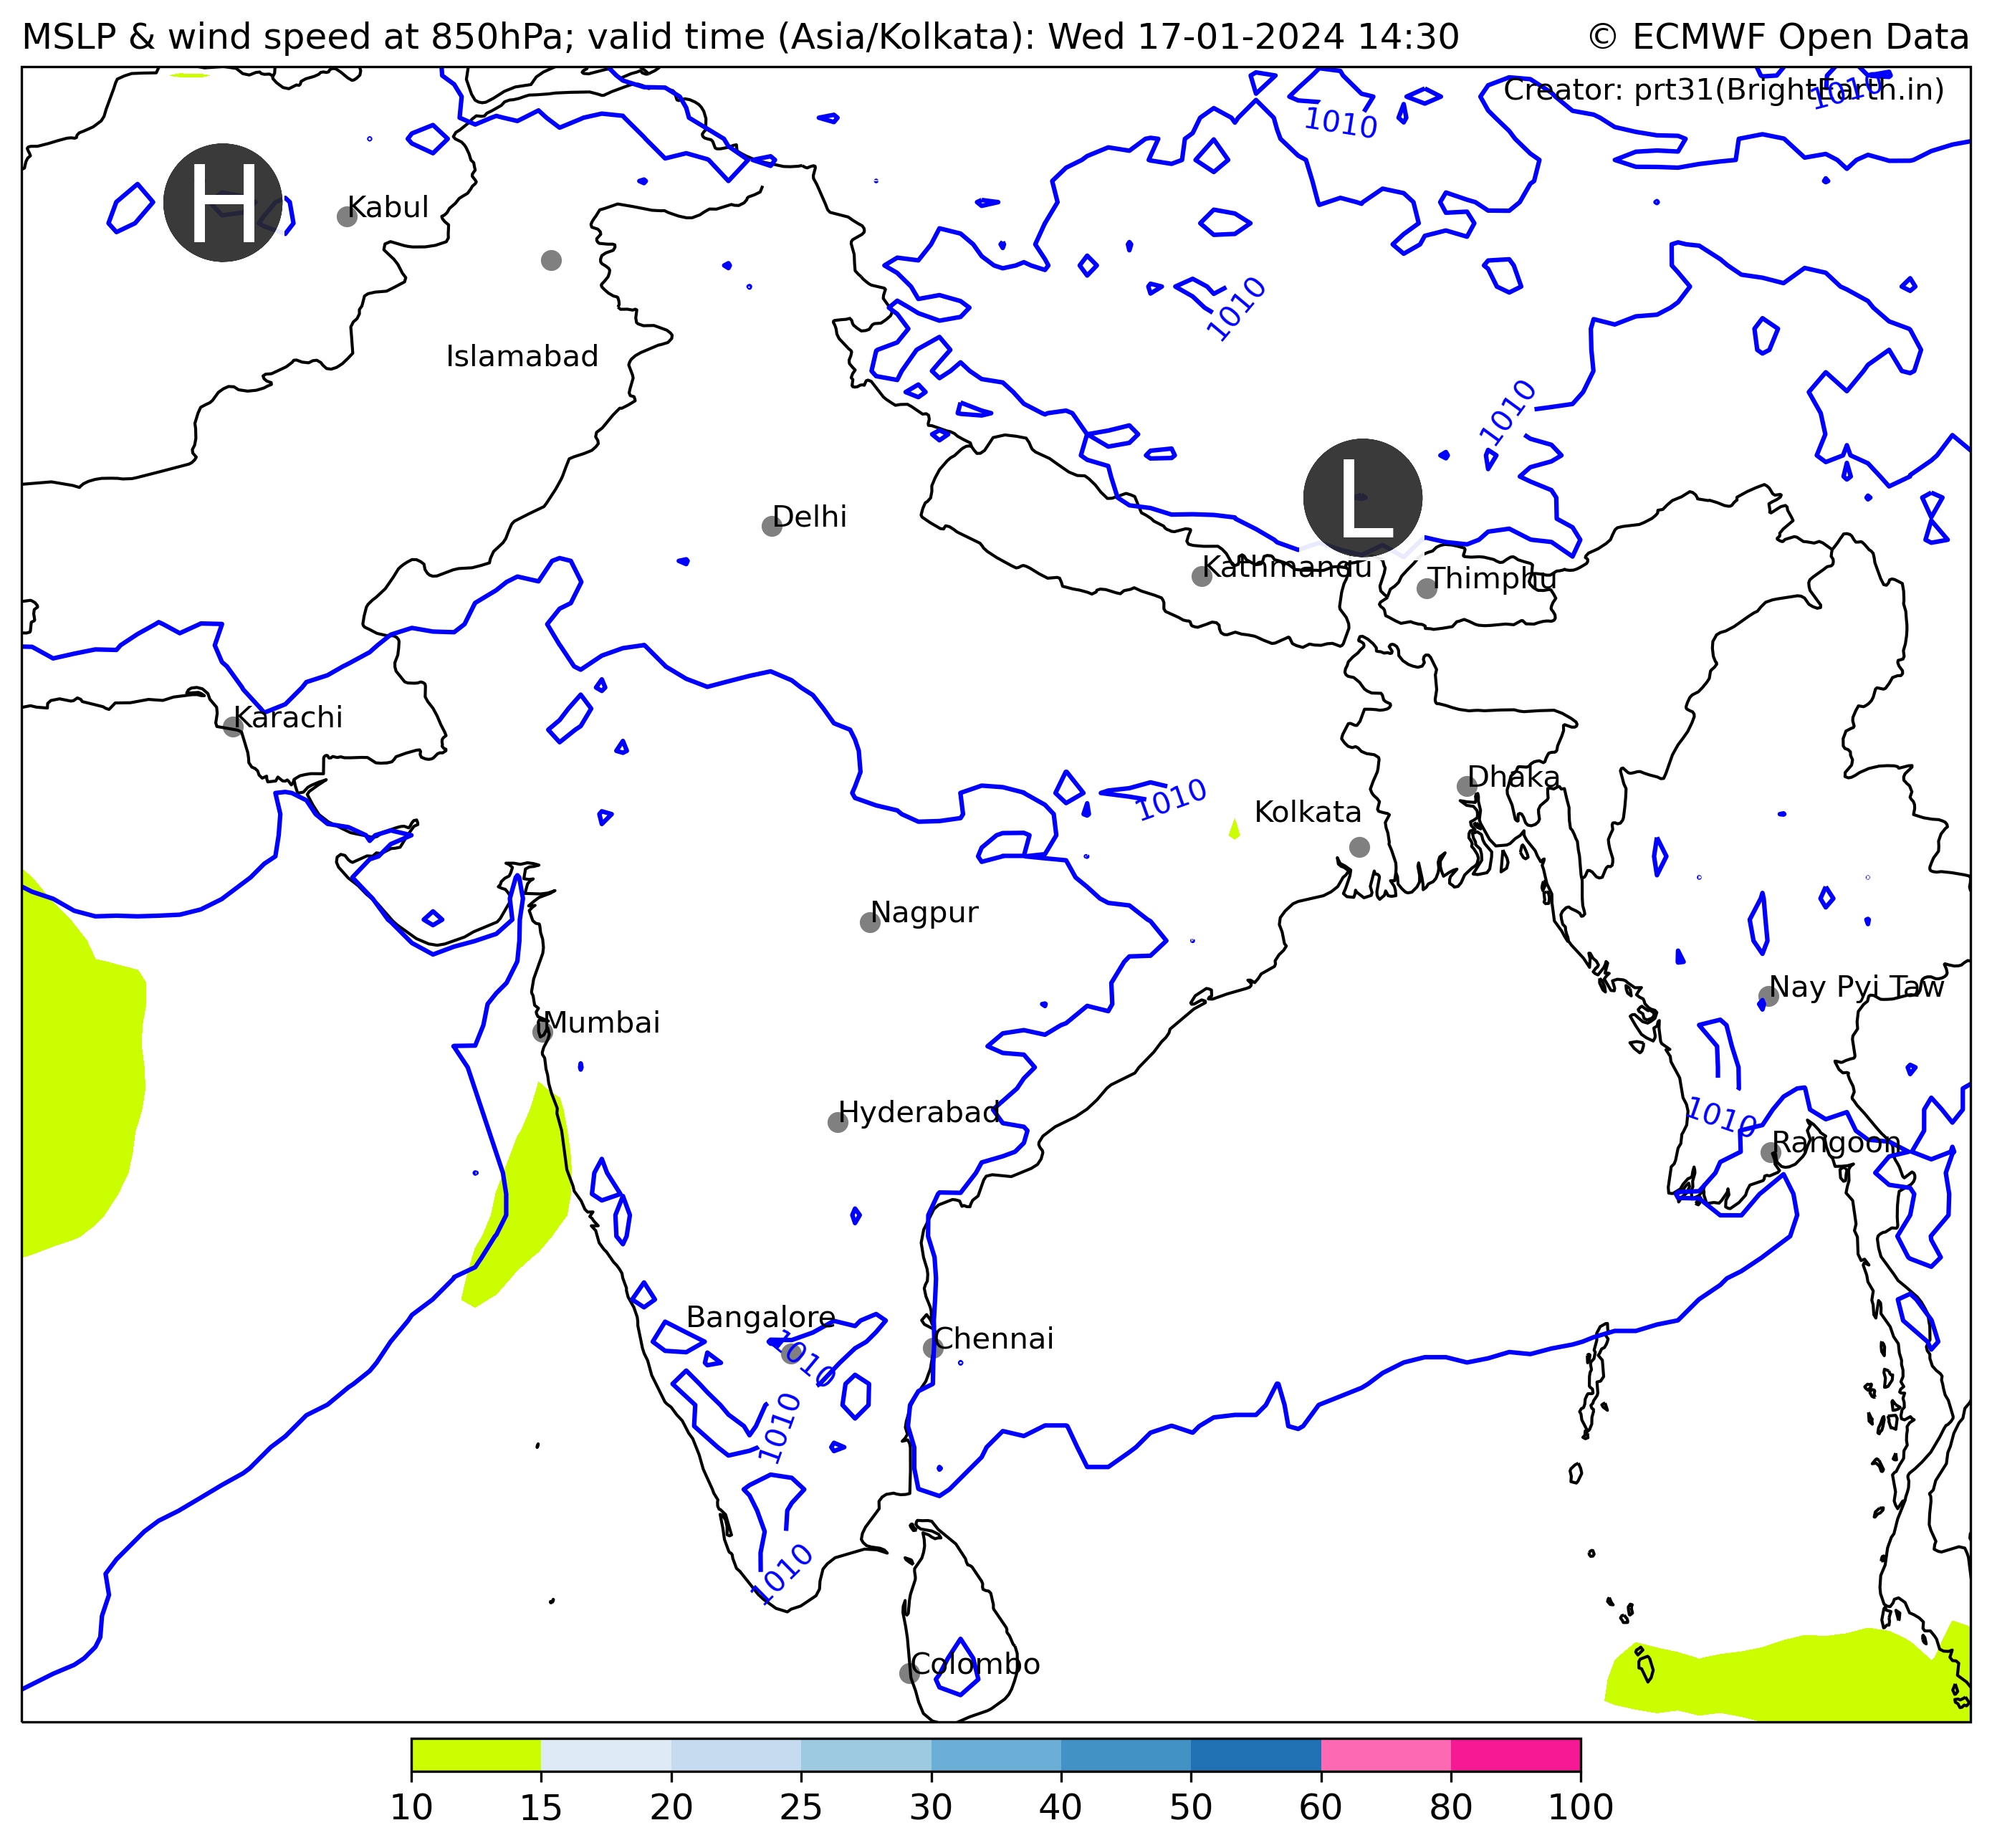 MSLP & wind speed at 850hPa; valid time (Asia/Kolkata): Wed 17-01-2024 14:30
© ECMWF Open Data
Creator: prt31(BrightEarth.in)
1010
1010
H
Kabul
1010
Islamabad
1010
L
Delhi
Kathmandu
Thimphu
Karachi
Dhaka
1010
Kolkata
Nagpur
Nay Pyi Taw
Mumbai
Hyderabad
1010
Rangoon
Bangalore
Chennai
1010
1010
1010
Colombo
10 15 20 25 30 40 50 60 80 100